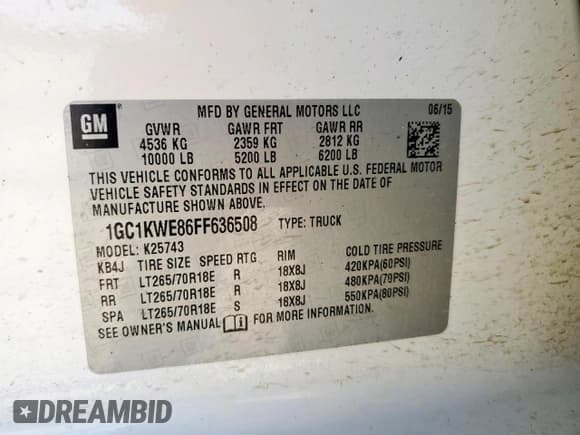 GM
MFD BY GENERAL MOTORS LLC 06/15
GVWR GAWR FRT GAWR RR
4536 KG 2359 KG 2812 KG
10000 LB 5200 LB 6200 LB
THIS VEHICLE CONFORMS TO ALL APPLICABLE U.S. FEDERAL MOTOR
VEHICLE SAFETY STANDARDS IN EFFECT ON THE DATE OF
MANUFACTURE SHOWN ABOVE.
1GC1KWE86FF636508 TYPE: TRUCK
MODEL: K25743
KB4J TIRE SIZE SPEED RTG RIM COLD TIRE PRESSURE
FRT LT265/70R18E R 18X8J 420KPA(60PSI)
RR LT265/70R18E R 18X8J 480KPA(70PSI)
SPA LT265/70R18E S 18X8J 550KPA(80PSI)
SEE OWNER'S MANUAL FOR MORE INFORMATION.
DREAMBID